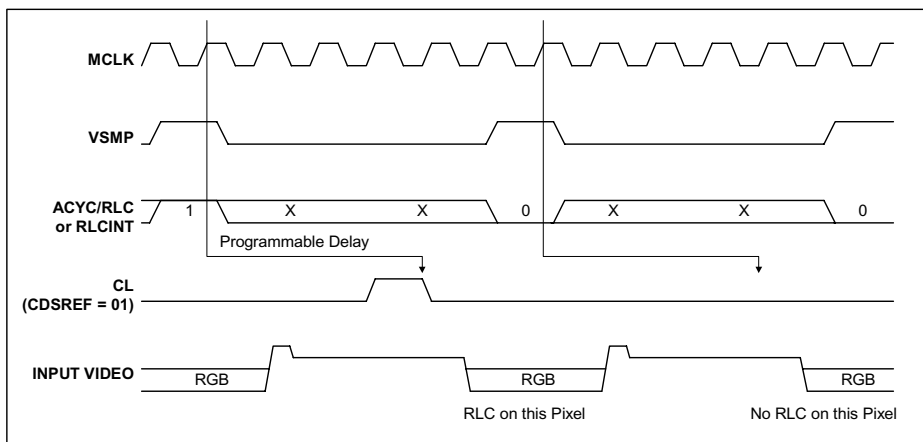 MCLK
VSMP
ACYC/RLC
or RLCINT
1 X X 0 X X 0
Programmable Delay
CL
(CDSREF = 01)
INPUT VIDEO
RGB RGB RGB
RLC on this Pixel No RLC on this Pixel